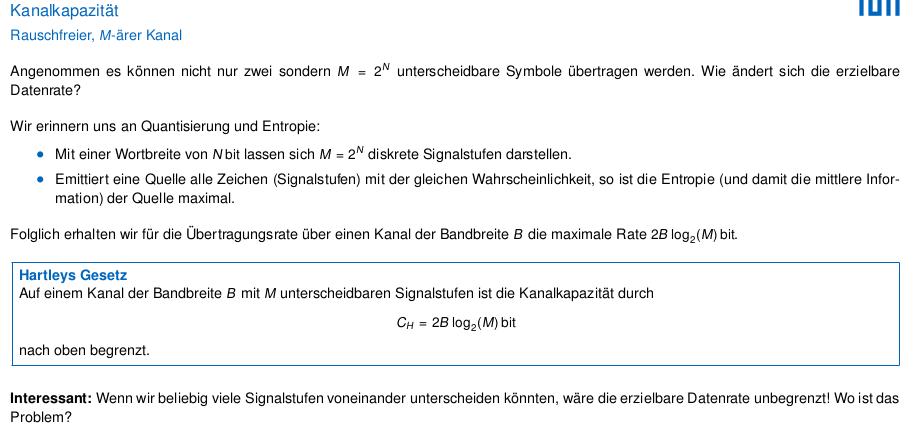 Kanalkapazität
Rauschfreier, M-ärer Kanal
Angenommen es können nicht nur zwei sondern M = 2^N unterscheidbare Symbole übertragen werden. Wie ändert sich die erzielbare
Datenrate?
Wir erinnern uns an Quantisierung und Entropie:
• Mit einer Wortbreite von N bit lassen sich M = 2^N diskrete Signalstufen darstellen.
• Emittiert eine Quelle alle Zeichen (Signalstufen) mit der gleichen Wahrscheinlichkeit, so ist die Entropie (und damit die mittlere Infor-
mation) der Quelle maximal.
Folglich erhalten wir für die Übertragungsrate über einen Kanal der Bandbreite B die maximale Rate 2B log₂(M) bit.
Hartleys Gesetz
Auf einem Kanal der Bandbreite B mit M unterscheidbaren Signalstufen ist die Kanalkapazität durch
C_H = 2B log₂(M) bit
nach oben begrenzt.
Interessant: Wenn wir beliebig viele Signalstufen voneinander unterscheiden könnten, wäre die erzielbare Datenrate unbegrenzt! Wo ist das
Problem?